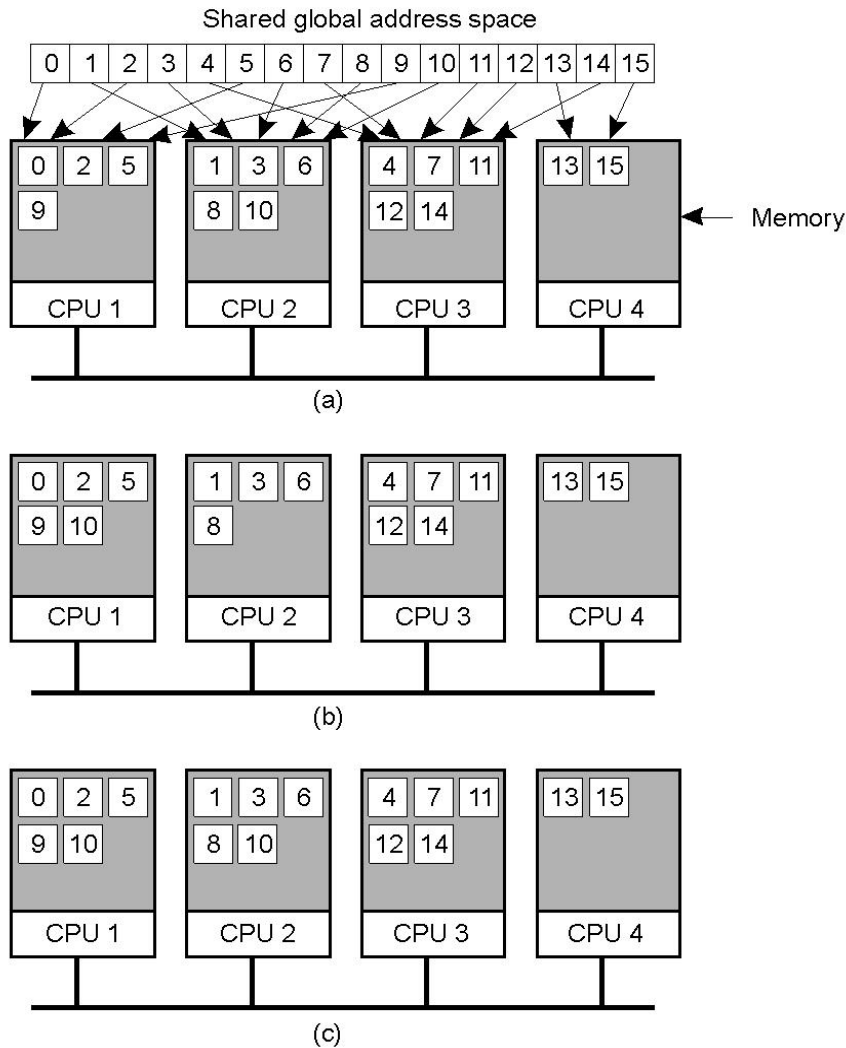 Shared global address space
0 1 2 3 4 5 6 7 8 9 10 11 12 13 14 15
0 2 5 1 3 6 4 7 11 13 15
9 8 10 12 14
Memory
CPU 1 CPU 2 CPU 3 CPU 4
(a)
0 2 5 1 3 6 4 7 11 13 15
9 10 8 12 14
CPU 1 CPU 2 CPU 3 CPU 4
(b)
0 2 5 1 3 6 4 7 11 13 15
9 10 8 10 12 14
CPU 1 CPU 2 CPU 3 CPU 4
(c)